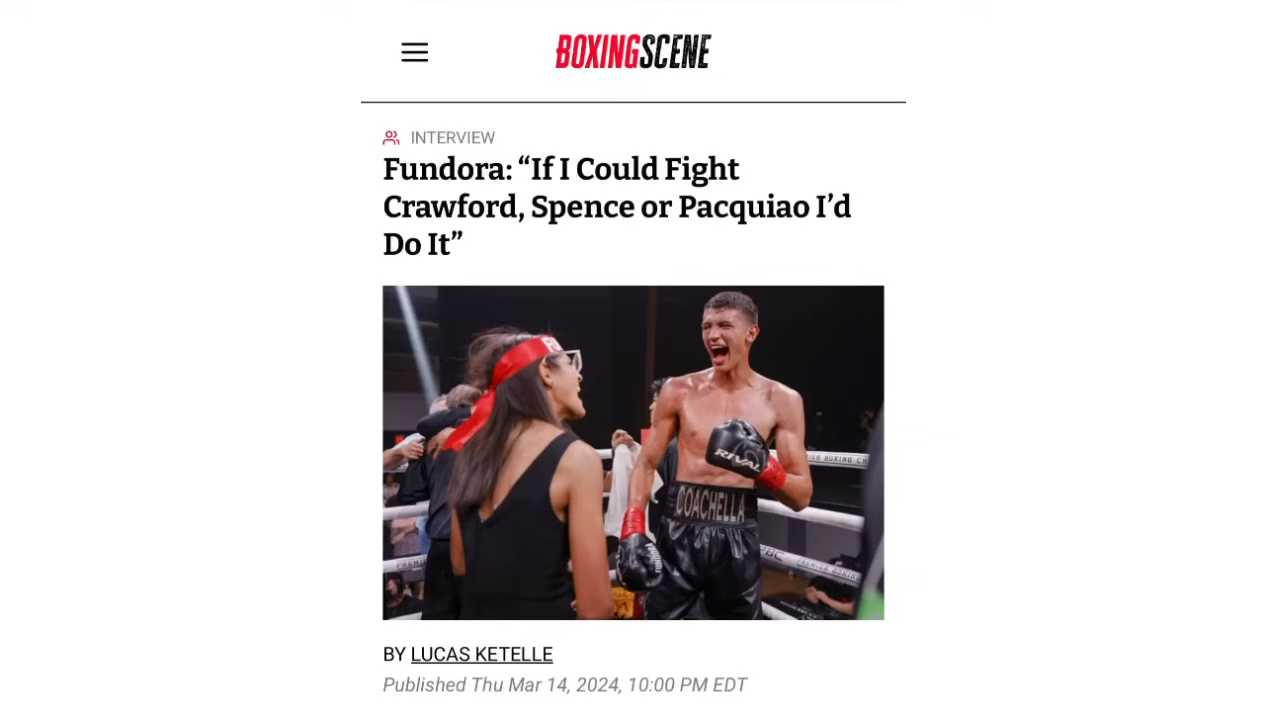 BOXINGSCENE
INTERVIEW
Fundora: “If I Could Fight
Crawford, Spence or Pacquiao I’d
Do It”
FU
RIVAL
COACHELLA
BY LUCAS KETELLE
Published Thu Mar 14, 2024, 10:00 PM EDT